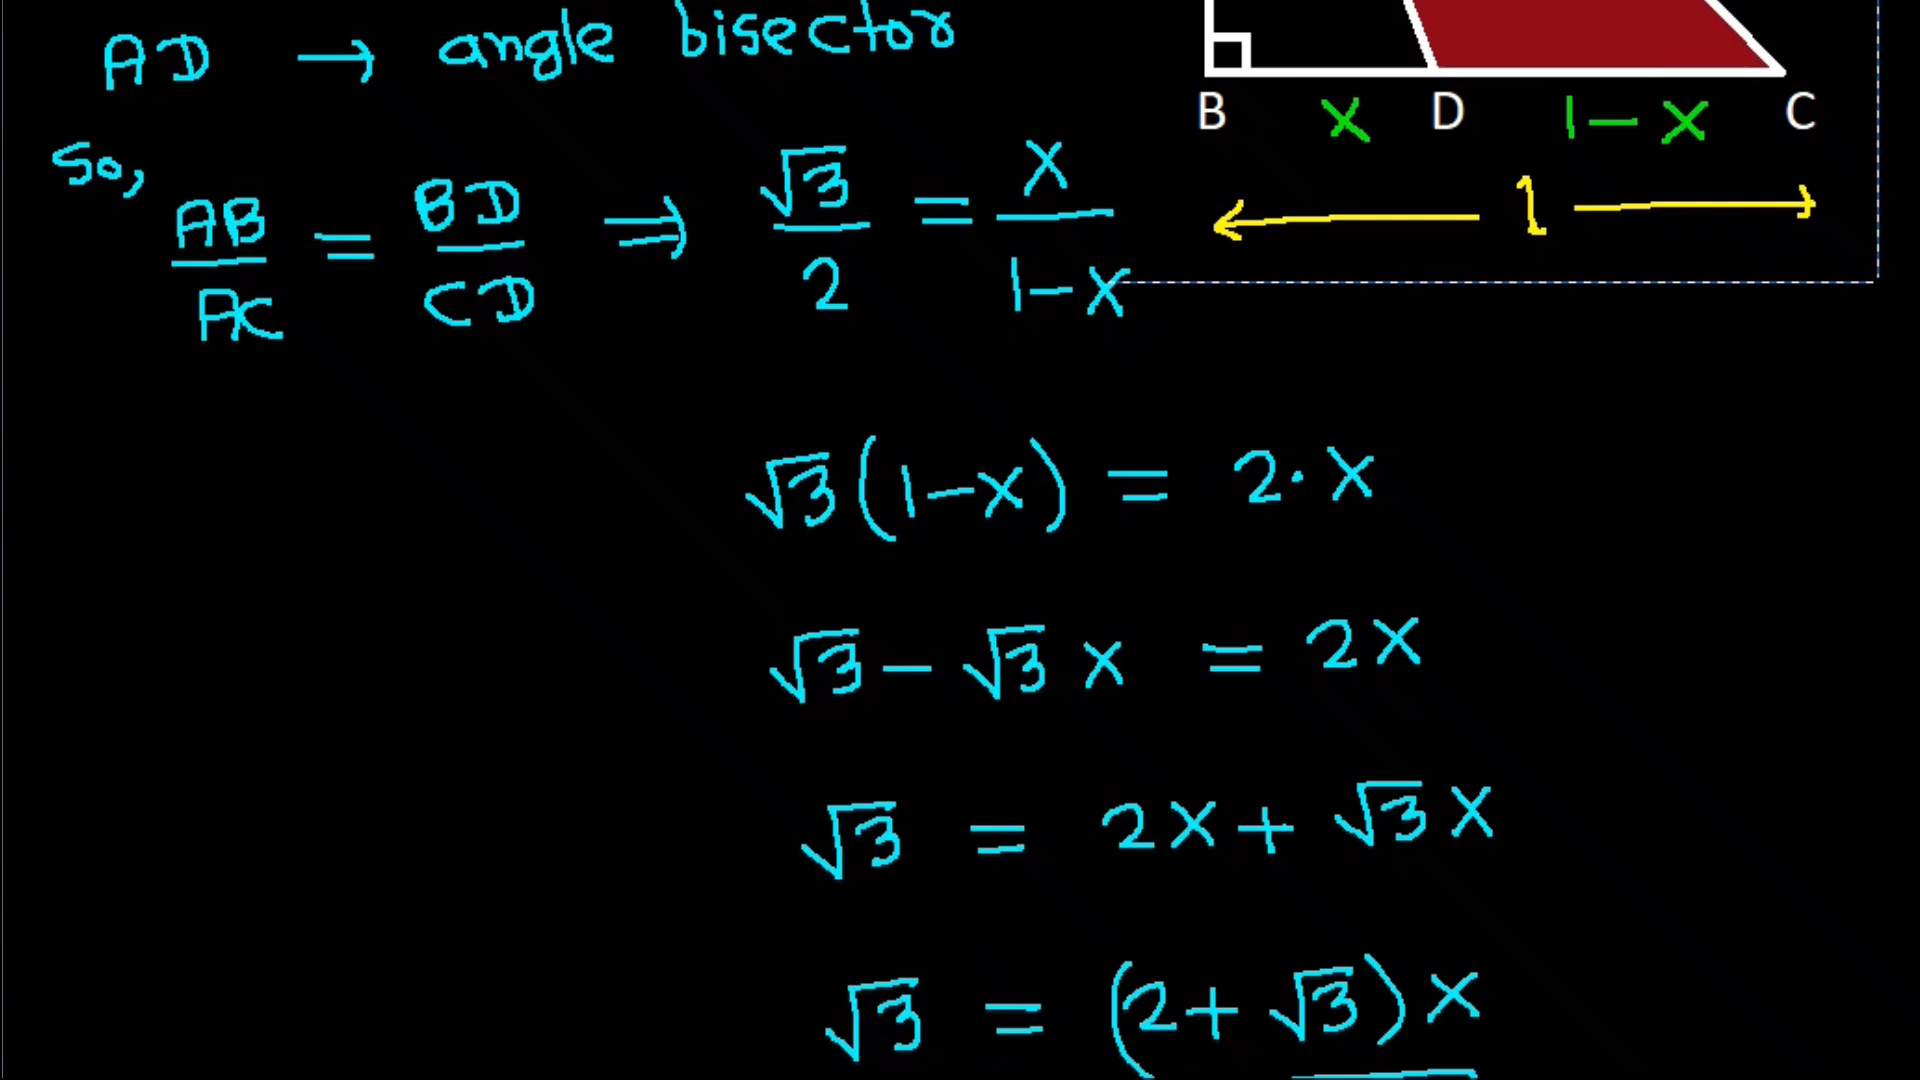 AD → angle bisector
B x D 1 – x C
So,
AB/AC = BD/CD ⇒ √3/2 = x/1–x
← 1 →
√3(1–x) = 2·x
√3 – √3 x = 2x
√3 = 2x + √3 x
√3 = (2 + √3) x